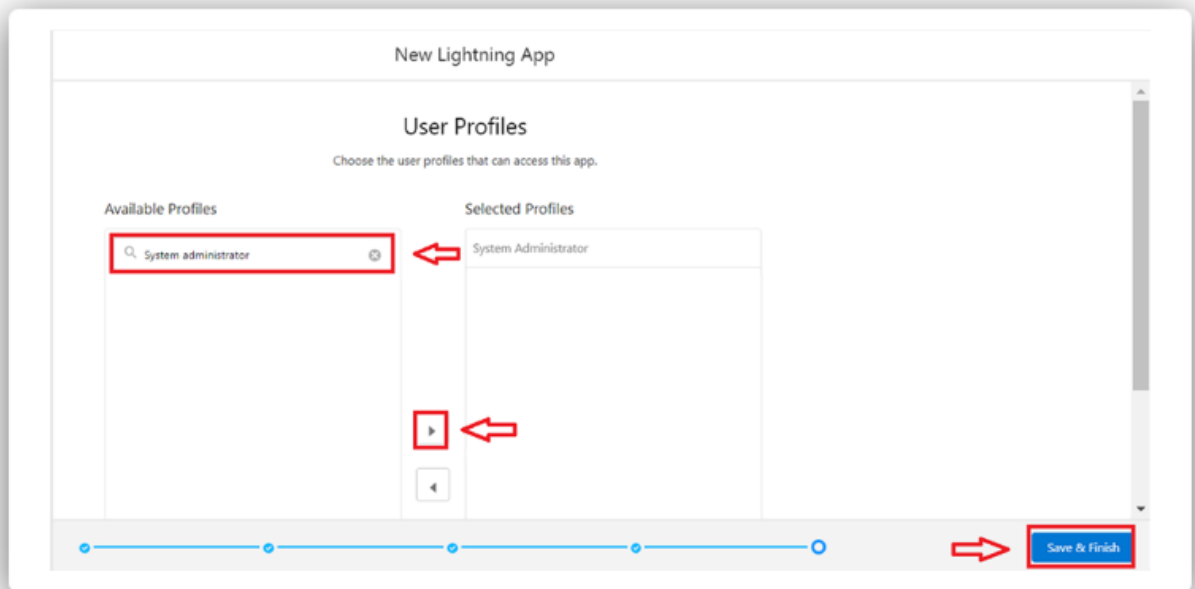 New Lightning App
User Profiles
Choose the user profiles that can access this app.
Available Profiles
Selected Profiles
System administrator
System Administrator
Save & Finish